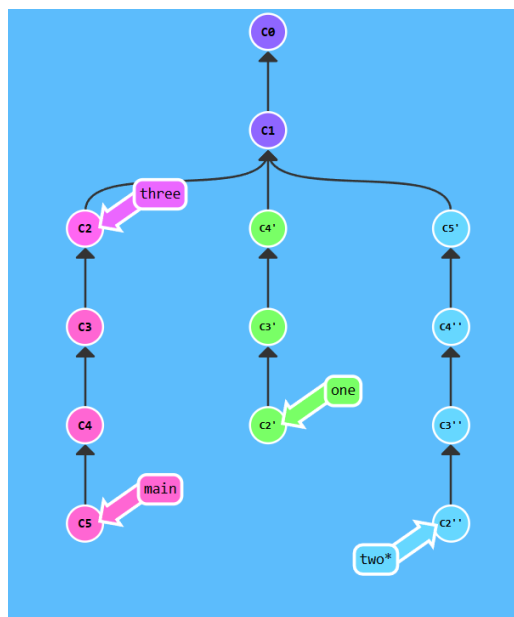 C0
C1
three
C2
C4'
C5'
C3
C3'
C4''
one
C4
C2'
C3''
main
C5
C2''
two*